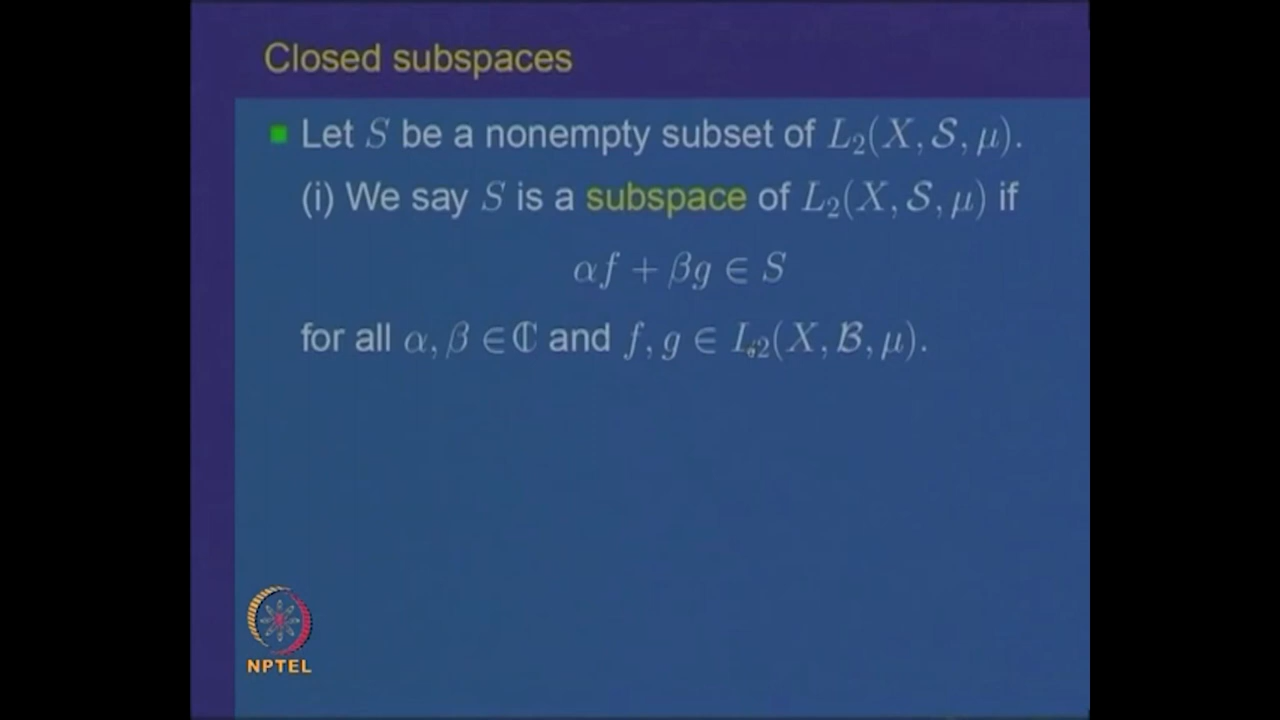 Closed subspaces
Let S be a nonempty subset of L₂(X, 𝒮, μ).
(i) We say S is a subspace of L₂(X, 𝒮, μ) if
αf + βg ∈ S
for all α, β ∈ ℂ and f, g ∈ L₂(X, ℬ, μ).
NPTEL